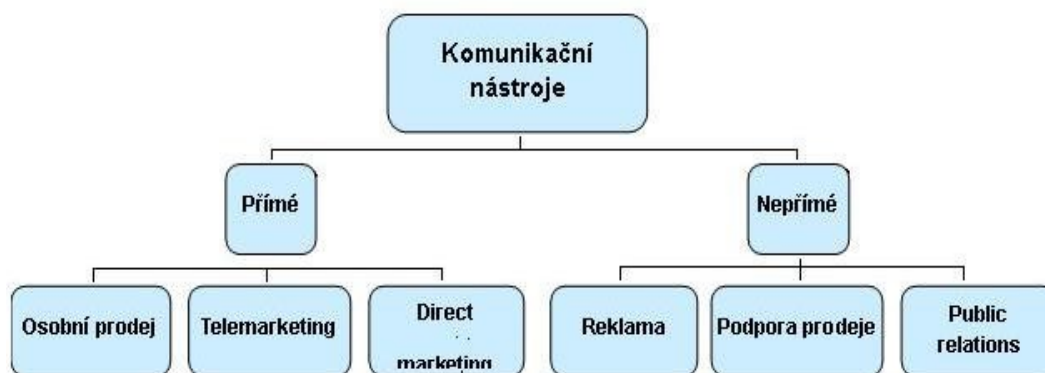 Komunikační
nástroje
Přímé
Nepřímé
Osobní prodej
Telemarketing
Direct
marketing
Reklama
Podpora prodeje
Public
relations